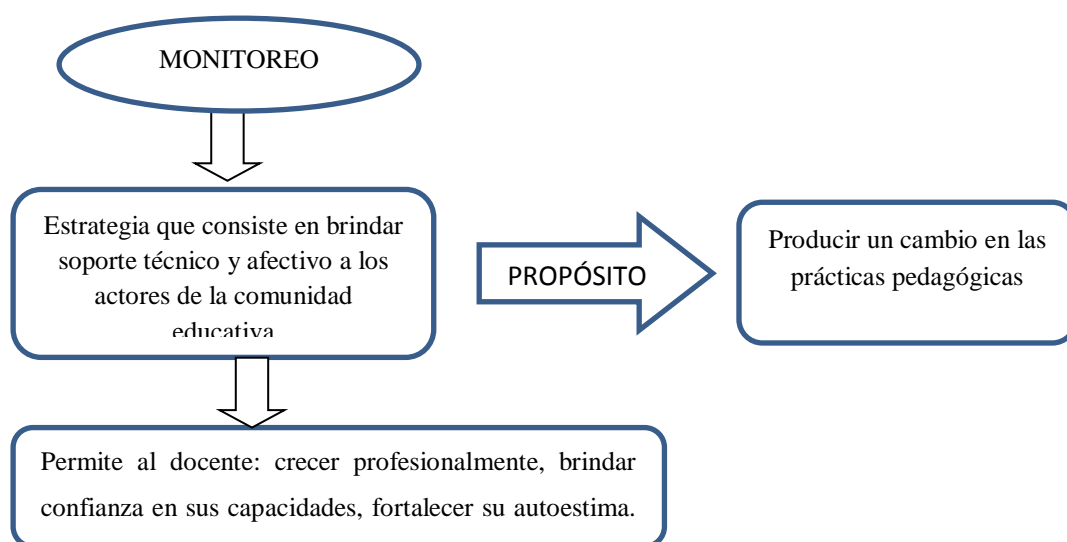 MONITOREO
Estrategia que consiste en brindar
soporte técnico y afectivo a los
actores de la comunidad
educativa
PROPÓSITO
Producir un cambio en las
prácticas pedagógicas
Permite al docente: crecer profesionalmente, brindar
confianza en sus capacidades, fortalecer su autoestima.